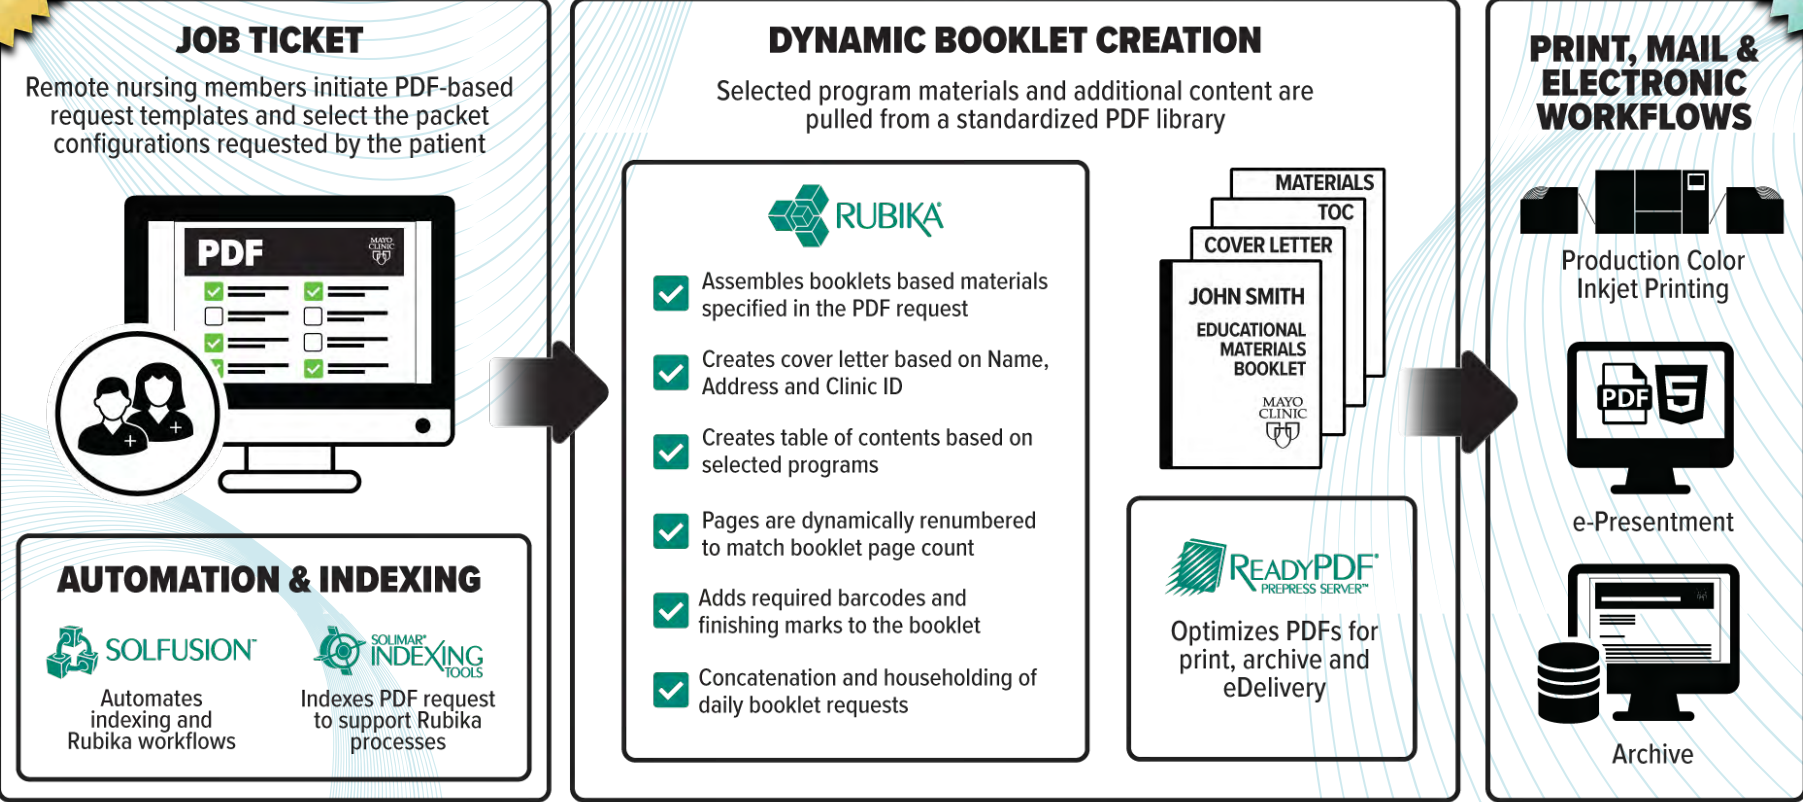 JOB TICKET
Remote nursing members initiate PDF-based
request templates and select the packet
configurations requested by the patient
PDF
MAYO
CLINIC
AUTOMATION & INDEXING
SOLFUSION™
Automates
indexing and
Rubika workflows
SOLIMAR®
INDEXING
TOOLS
Indexes PDF request
to support Rubika
processes
DYNAMIC BOOKLET CREATION
Selected program materials and additional content are
pulled from a standardized PDF library
RUBIKA®
Assembles booklets based materials
specified in the PDF request
Creates cover letter based on Name,
Address and Clinic ID
Creates table of contents based on
selected programs
Pages are dynamically renumbered
to match booklet page count
Adds required barcodes and
finishing marks to the booklet
Concatenation and householding of
daily booklet requests
MATERIALS
TOC
COVER LETTER
JOHN SMITH
EDUCATIONAL
MATERIALS
BOOKLET
MAYO
CLINIC
READYPDF®
PREPRESS SERVER™
Optimizes PDFs for
print, archive and
eDelivery
PRINT, MAIL &
ELECTRONIC
WORKFLOWS
Production Color
Inkjet Printing
PDF 5
e-Presentment
Archive